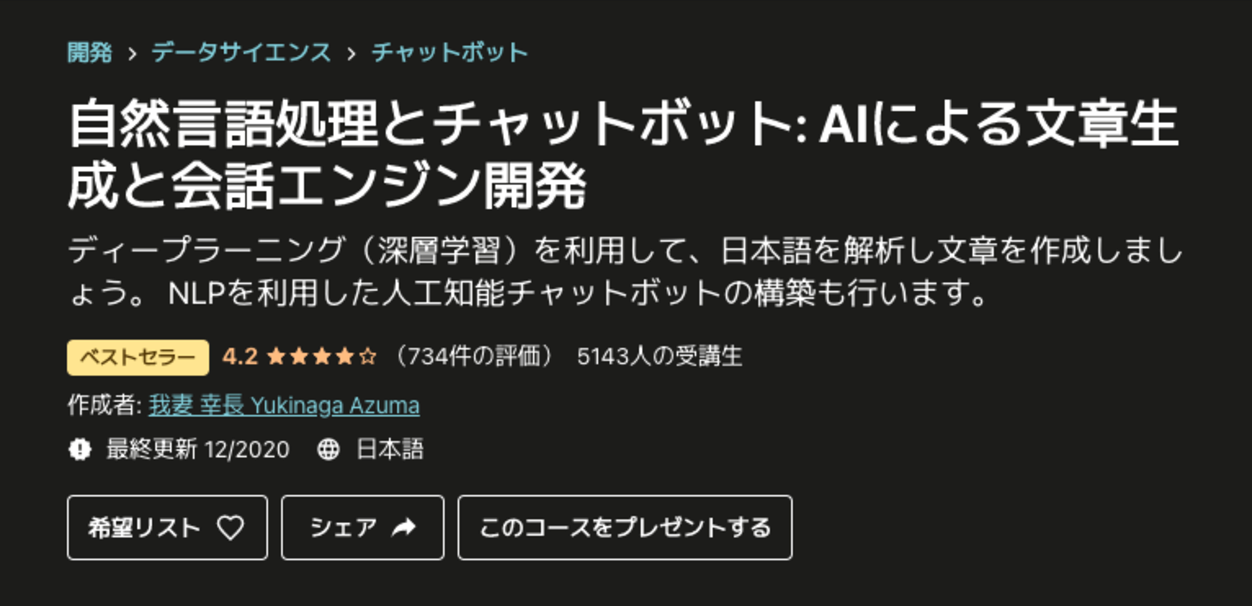 開発 > データサイエンス > チャットボット
自然言語処理とチャットボット: AIによる文章生
成と会話エンジン開発
ディープラーニング（深層学習）を利用して、日本語を解析し文章を作成しまし
ょう。 NLPを利用した人工知能チャットボットの構築も行います。
ベストセラー 4.2 ★★★★☆ （734件の評価） 5143人の受講生
作成者: 我妻 幸長 Yukinaga Azuma
最終更新 12/2020 日本語
希望リスト シェア このコースをプレゼントする